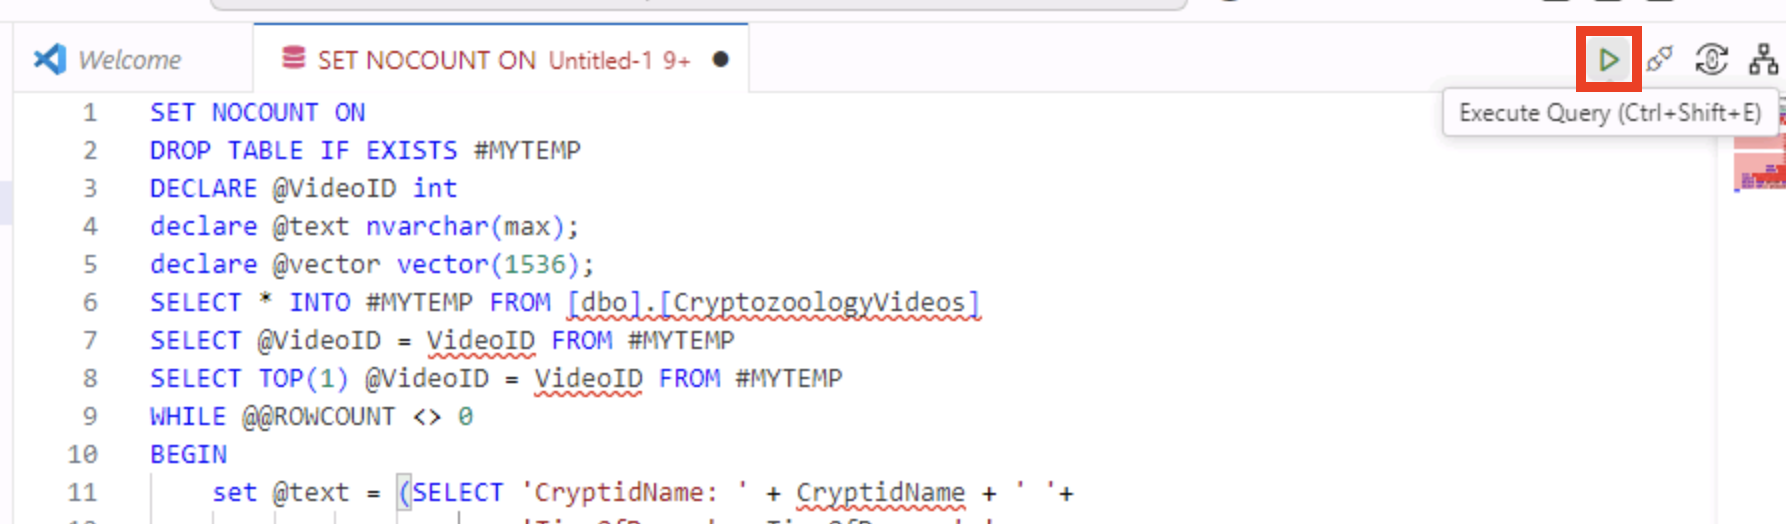 Welcome
SET NOCOUNT ON Untitled-1 9+
Execute Query (Ctrl+Shift+E)
1 SET NOCOUNT ON
2 DROP TABLE IF EXISTS #MYTEMP
3 DECLARE @VideoID int
4 declare @text nvarchar(max);
5 declare @vector vector(1536);
6 SELECT * INTO #MYTEMP FROM [dbo].[CryptozoologyVideos]
7 SELECT @VideoID = VideoID FROM #MYTEMP
8 SELECT TOP(1) @VideoID = VideoID FROM #MYTEMP
9 WHILE @@ROWCOUNT <> 0
10 BEGIN
11 set @text = (SELECT 'CryptidName: ' + CryptidName + ' '+